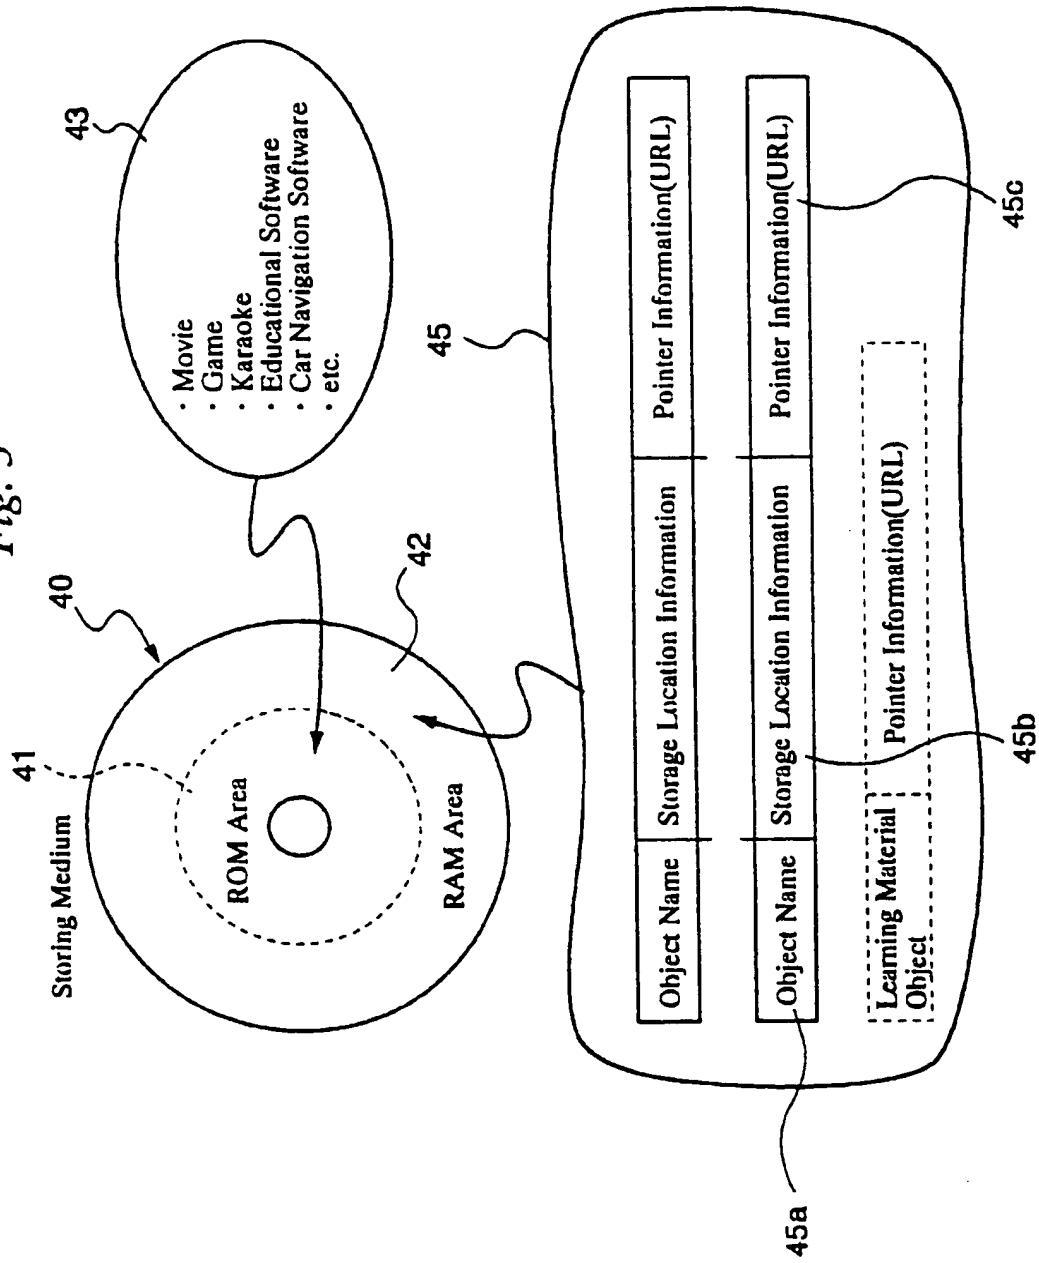 Fig. 5
Storing Medium
40
41
42
ROM Area
RAM Area
43
· Movie
· Game
· Karaoke
· Educational Software
· Car Navigation Software
· etc.
45
Object Name
Storage Location Information
Pointer Information(URL)
Object Name
Storage Location Information
Pointer Information(URL)
Learning Material
Object
Pointer Information(URL)
45a
45b
45c